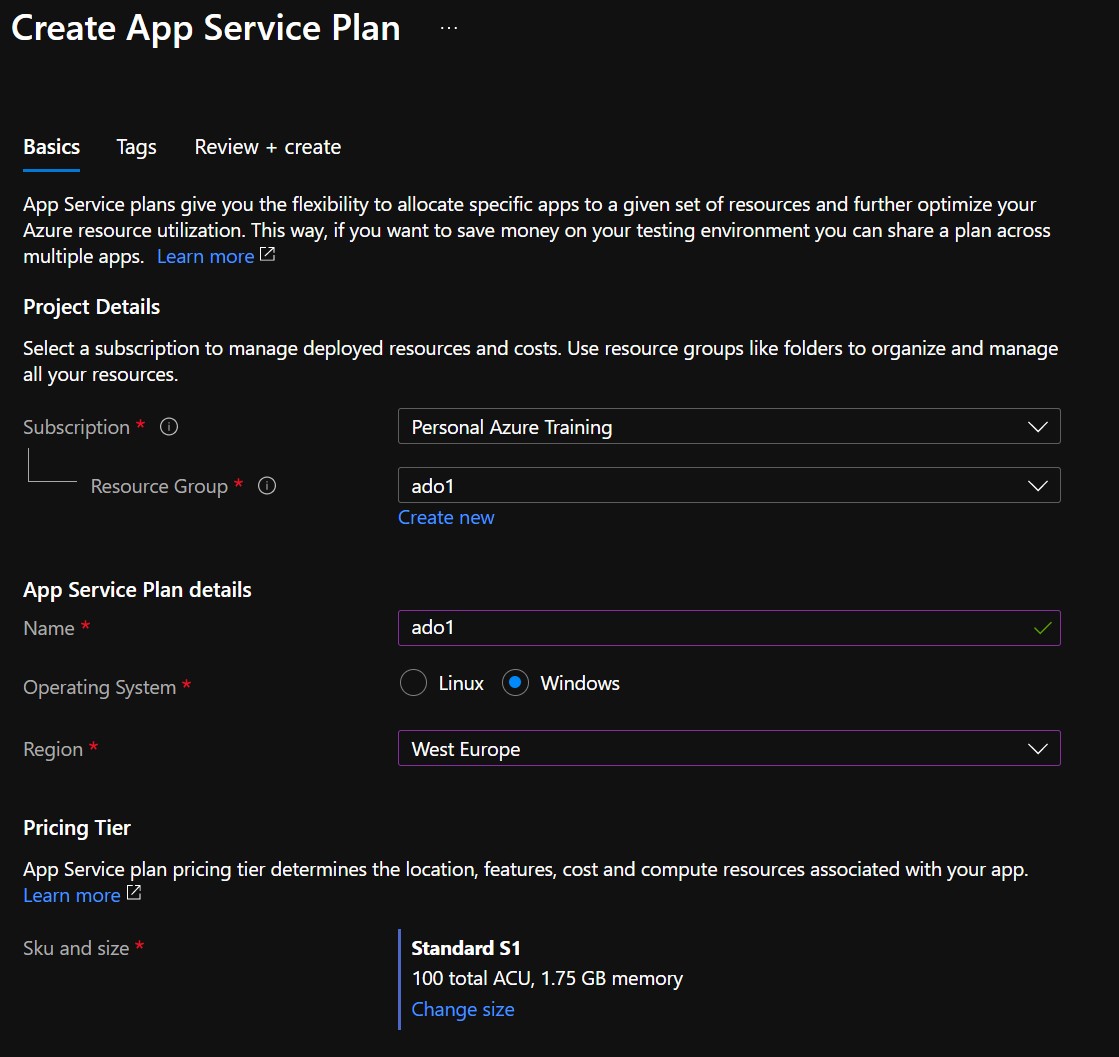 Create App Service Plan ...
Basics Tags Review + create
App Service plans give you the flexibility to allocate specific apps to a given set of resources and further optimize your
Azure resource utilization. This way, if you want to save money on your testing environment you can share a plan across
multiple apps. Learn more
Project Details
Select a subscription to manage deployed resources and costs. Use resource groups like folders to organize and manage
all your resources.
Subscription * Personal Azure Training
Resource Group * ado1
Create new
App Service Plan details
Name * ado1
Operating System * Linux Windows
Region * West Europe
Pricing Tier
App Service plan pricing tier determines the location, features, cost and compute resources associated with your app.
Learn more
Sku and size * Standard S1
100 total ACU, 1.75 GB memory
Change size